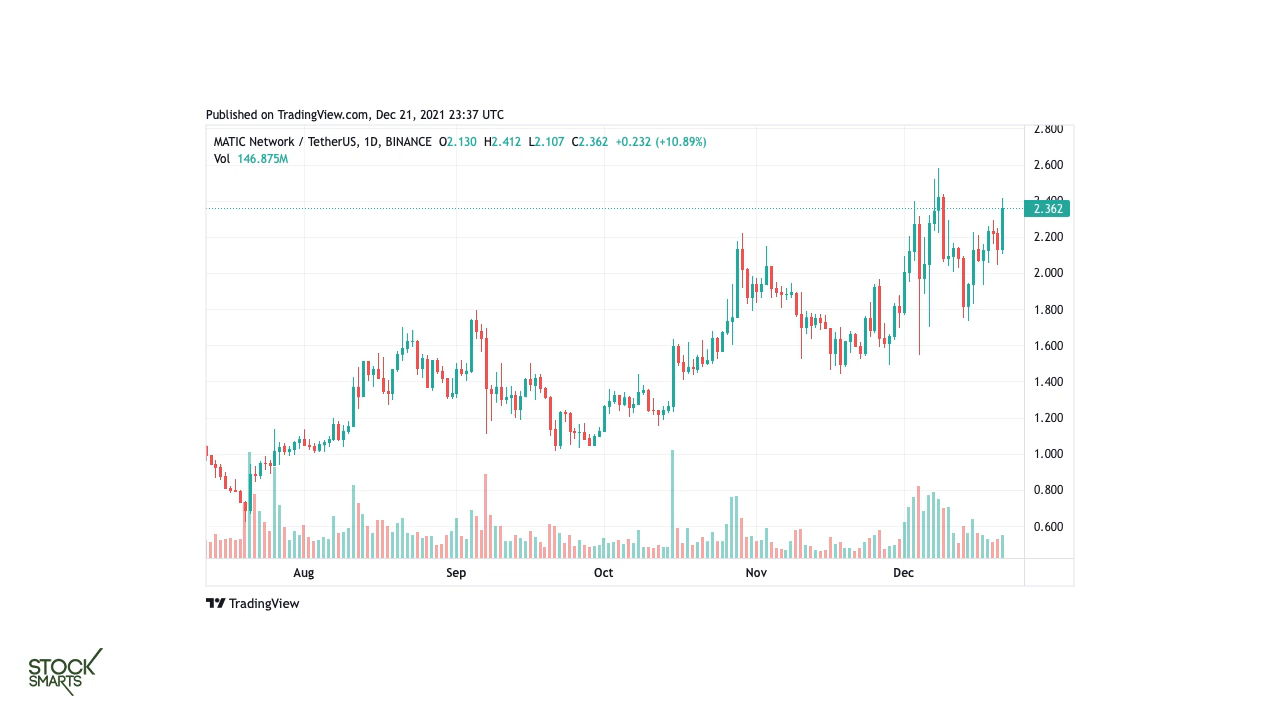 Published on TradingView.com, Dec 21, 2021 23:37 UTC
MATIC Network / TetherUS, 1D, BINANCE O2.130 H2.412 L2.107 C2.362 +0.232 (+10.89%)
Vol 146.875M
2.800
2.600
2.400
2.362
2.200
2.000
1.800
1.600
1.400
1.200
1.000
0.800
0.600
Aug Sep Oct Nov Dec
TradingView
STOCK
SMARTS